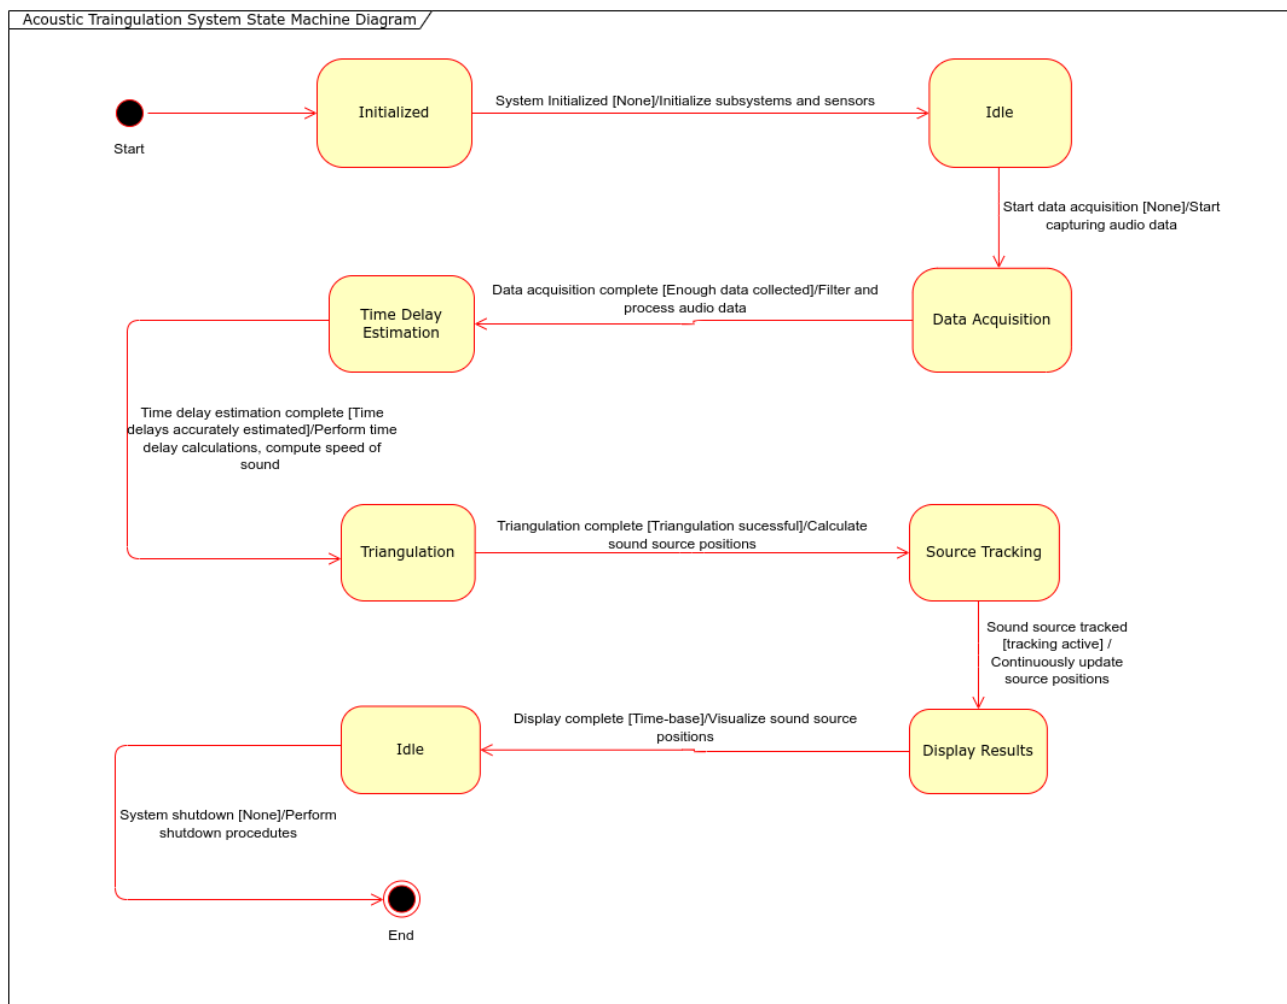 Acoustic Traingulation System State Machine Diagram
Start
Initialized
System Initialized [None]/Initialize subsystems and sensors
Idle
Start data acquisition [None]/Start
capturing audio data
Data Acquisition
Data acquisition complete [Enough data collected]/Filter and
process audio data
Time Delay
Estimation
Time delay estimation complete [Time
delays accurately estimated]/Perform time
delay calculations, compute speed of
sound
Triangulation
Triangulation complete [Triangulation sucessful]/Calculate
sound source positions
Source Tracking
Sound source tracked
[tracking active] /
Continuously update
source positions
Display Results
Display complete [Time-base]/Visualize sound source
positions
Idle
System shutdown [None]/Perform
shutdown procedutes
End